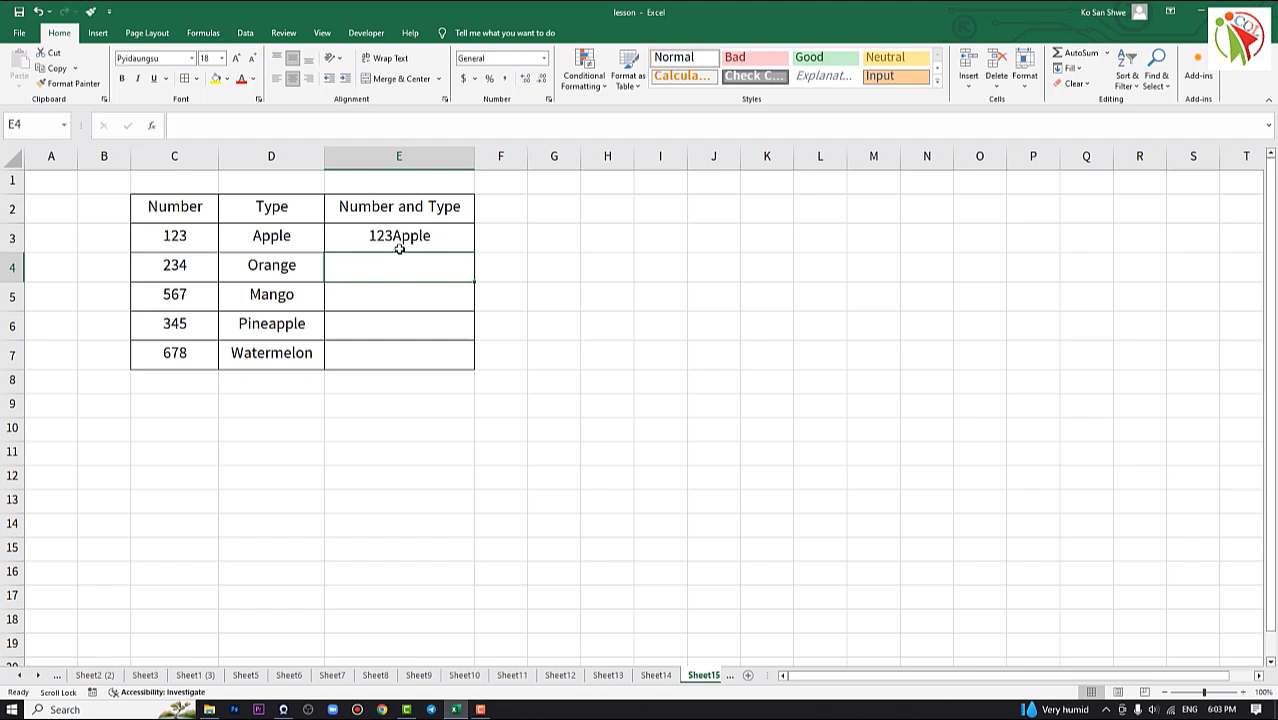 lesson - Excel
Ko San Shwe
File Home Insert Page Layout Formulas Data Review View Developer Help Tell me what you want to do
Paste
Cut
Copy
Format Painter
Clipboard
Pyidaungsu 18
B I U
Font
Wrap Text
Merge & Center
Alignment
General
$ % ,
Number
Conditional Formatting
Format as Table
Normal Bad Good Neutral
Calcula... Check C... Explanat... Input
Styles
Insert Delete Format
Cells
AutoSum
Fill
Clear
Sort & Filter
Find & Select
Editing
Add-ins
Add-ins
E4
fx
A B C D E F G H I J K L M N O P Q R S T
1
2 Number Type Number and Type
3 123 Apple 123Apple
4 234 Orange
5 567 Mango
6 345 Pineapple
7 678 Watermelon
8
9
10
11
12
13
14
15
16
17
18
19
... Sheet2 (2) Sheet3 Sheet1 (3) Sheet5 Sheet6 Sheet7 Sheet8 Sheet9 Sheet10 Sheet11 Sheet12 Sheet13 Sheet14 Sheet15 ...
Ready Scroll Lock Accessibility: Investigate 100%
Search Very humid ENG 6:03 PM